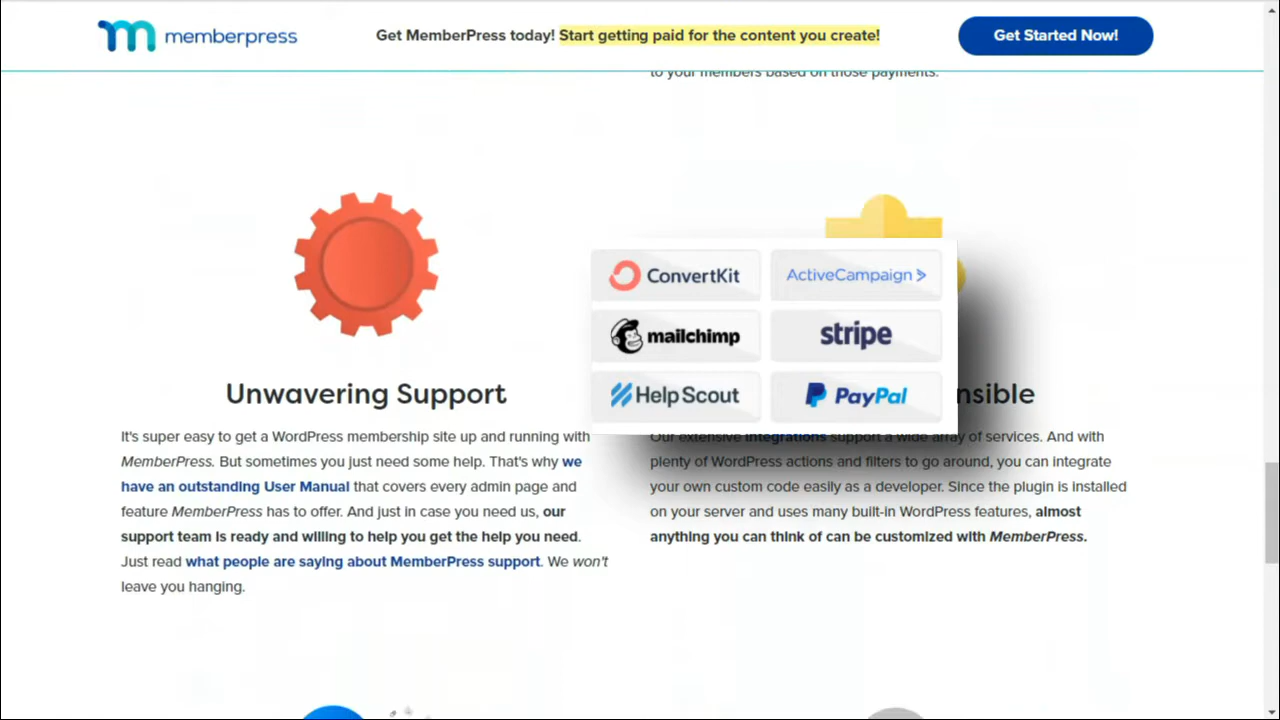 memberpress
Get MemberPress today! Start getting paid for the content you create!
Get Started Now!
to your members based on those payments.
ConvertKit
ActiveCampaign >
mailchimp
stripe
Help Scout
PayPal
Unwavering Support
It's super easy to get a WordPress membership site up and running with
MemberPress. But sometimes you just need some help. That's why we
have an outstanding User Manual that covers every admin page and
feature MemberPress has to offer. And just in case you need us, our
support team is ready and willing to help you get the help you need.
Just read what people are saying about MemberPress support. We won't
leave you hanging.
nsible
Our extensive integrations support a wide array of services. And with
plenty of WordPress actions and filters to go around, you can integrate
your own custom code easily as a developer. Since the plugin is installed
on your server and uses many built-in WordPress features, almost
anything you can think of can be customized with MemberPress.